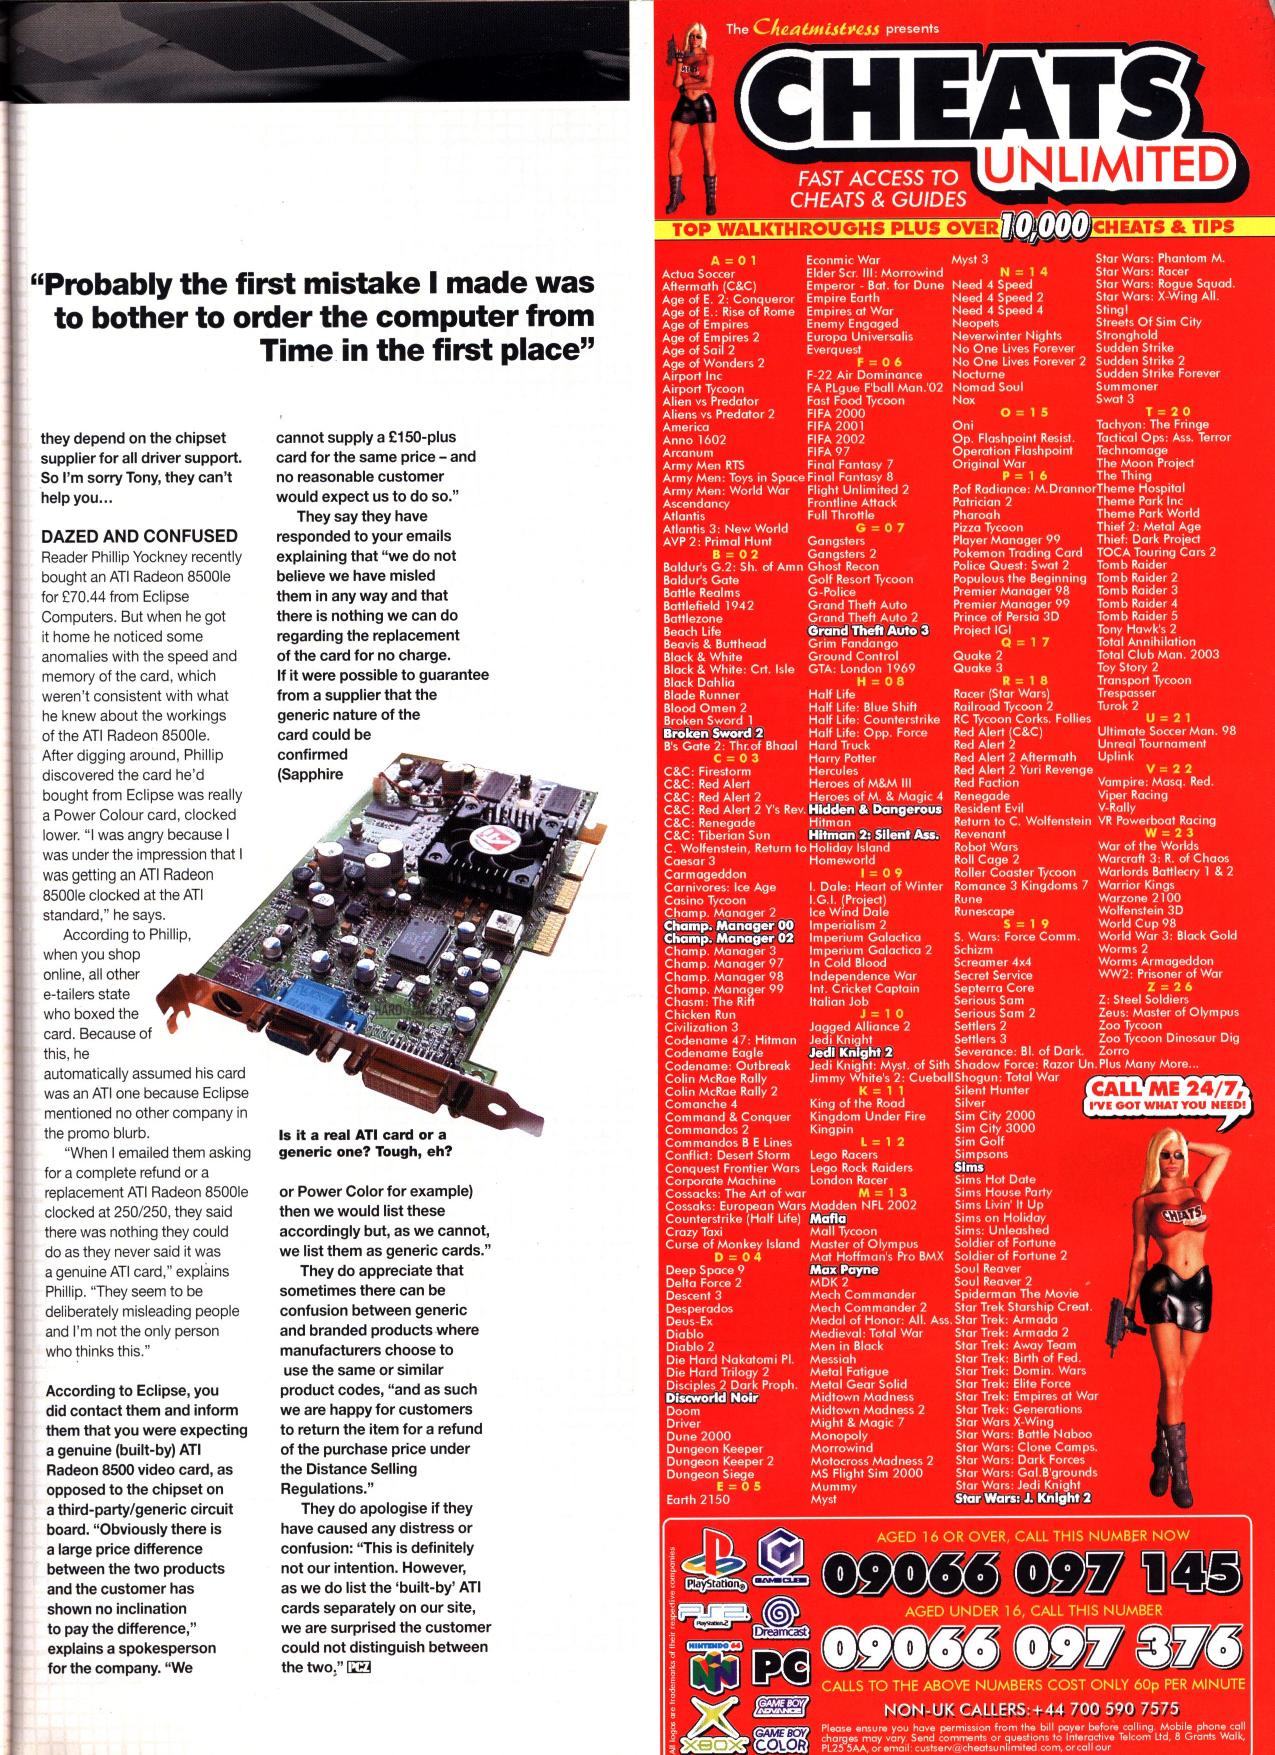 “Probably the first mistake I made was
to bother to order the computer from
Time in the first place”
they depend on the chipset
supplier for all driver support.
So I’m sorry Tony, they can’t
help you…
DAZED AND CONFUSED
Reader Phillip Yockney recently
bought an ATI Radeon 8500le
for £70.44 from Eclipse
Computers. But when he got
it home he noticed some
anomalies with the speed and
memory of the card, which
weren’t consistent with what
he knew about the workings
of the ATI Radeon 8500le.
After digging around, Phillip
discovered the card he’d
bought from Eclipse was really
a Power Colour card, clocked
lower. “I was angry because I
was under the impression that I
was getting an ATI Radeon
8500le clocked at the ATI
standard,” he says.
According to Phillip,
when you shop
online, all other
e-tailers state
who boxed the
card. Because of
this, he
automatically assumed his card
was an ATI one because Eclipse
mentioned no other company in
the promo blurb.
“When I emailed them asking
for a complete refund or a
replacement ATI Radeon 8500le
clocked at 250/250, they said
there was nothing they could
do as they never said it was
a genuine ATI card,” explains
Phillip. “They seem to be
deliberately misleading people
and I’m not the only person
who thinks this.”
According to Eclipse, you
did contact them and inform
them that you were expecting
a genuine (built-by) ATI
Radeon 8500 video card, as
opposed to the chipset on
a third-party/generic circuit
board. “Obviously there is
a large price difference
between the two products
and the customer has
shown no inclination
to pay the difference,”
explains a spokesperson
for the company. “We
cannot supply a £150-plus
card for the same price – and
no reasonable customer
would expect us to do so.”
They say they have
responded to your emails
explaining that “we do not
believe we have misled
them in any way and that
there is nothing we can do
regarding the replacement
of the card for no charge.
If it were possible to guarantee
from a supplier that the
generic nature of the
card could be
confirmed
(Sapphire
Is it a real ATI card or a
generic one? Tough, eh?
or Power Color for example)
then we would list these
accordingly but, as we cannot,
we list them as generic cards.”
They do appreciate that
sometimes there can be
confusion between generic
and branded products where
manufacturers choose to
use the same or similar
product codes, “and as such
we are happy for customers
to return the item for a refund
of the purchase price under
the Distance Selling
Regulations.”
They do apologise if they
have caused any distress or
confusion: “This is definitely
not our intention. However,
as we do list the ‘built-by’ ATI
cards separately on our site,
we are surprised the customer
could not distinguish between
the two.” PCZ
The Cheatmistress presents
CHEATS
UNLIMITED
FAST ACCESS TO
CHEATS & GUIDES
TOP WALKTHROUGHS PLUS OVER 10,000 CHEATS & TIPS
A = 01
Actua Soccer
Aftermath (C&C)
Age of E. 2: Conqueror
Age of E.: Rise of Rome
Age of Empires
Age of Empires 2
Age of Sail 2
Age of Wonders 2
Airport Inc
Airport Tycoon
Alien vs Predator
Aliens vs Predator 2
America
Anno 1602
Arcanum
Army Men RTS
Army Men: Toys in Space
Army Men: World War
Ascendancy
Atlantis
Atlantis 3: New World
AVP 2: Primal Hunt
B = 02
Baldur's G.2: Sh. of Amn
Baldur's Gate
Battle Realms
Battlefield 1942
Battlezone
Beach Life
Beavis & Butthead
Black & White
Black & White: Crt. Isle
Black Dahlia
Blade Runner
Blood Omen 2
Broken Sword 1
Broken Sword 2
B's Gate 2: Thr.of Bhaal
C = 03
C&C: Firestorm
C&C: Red Alert
C&C: Red Alert 2
C&C: Red Alert 2 Y's Rev.
C&C: Renegade
C&C: Tiberian Sun
C. Wolfenstein, Return to
Caesar 3
Carmageddon
Carnivores: Ice Age
Casino Tycoon
Champ. Manager 2
Champ. Manager 00
Champ. Manager 02
Champ. Manager 3
Champ. Manager 97
Champ. Manager 98
Champ. Manager 99
Chasm: The Rift
Chicken Run
Civilization 3
Codename 47: Hitman
Codename Eagle
Codename: Outbreak
Colin McRae Rally
Colin McRae Rally 2
Comanche 4
Command & Conquer
Commandos 2
Commandos B E Lines
Conflict: Desert Storm
Conquest Frontier Wars
Corporate Machine
Cossacks: The Art of war
Cossaks: European Wars
Counterstrike (Half Life)
Crazy Taxi
Curse of Monkey Island
D = 04
Deep Space 9
Delta Force 2
Descent 3
Desperados
Deus-Ex
Diablo
Diablo 2
Die Hard Nakatomi Pl.
Die Hard Trilogy 2
Disciples 2 Dark Proph.
Discworld Noir
Doom
Driver
Dune 2000
Dungeon Keeper
Dungeon Keeper 2
Dungeon Siege
E = 05
Earth 2150
Econmic War
Elder Scr. III: Morrowind
Emperor - Bat. for Dune
Empire Earth
Empires at War
Enemy Engaged
Europa Universalis
Everquest
F = 06
F-22 Air Dominance
FA P.Lgue F'ball Man.'02
Fast Food Tycoon
FIFA 2000
FIFA 2001
FIFA 2002
FIFA 97
Final Fantasy 7
Final Fantasy 8
Flight Unlimited 2
Frontline Attack
Full Throttle
G = 07
Gangsters
Gangsters 2
Ghost Recon
Golf Resort Tycoon
G-Police
Grand Theft Auto
Grand Theft Auto 2
Grand Theft Auto 3
Grim Fandango
Ground Control
GTA: London 1969
H = 08
Half Life
Half Life: Blue Shift
Half Life: Counterstrike
Half Life: Opp. Force
Hard Truck
Harry Potter
Hercules
Heroes of M&M III
Heroes of M. & Magic 4
Hidden & Dangerous
Hitman
Hitman 2: Silent Ass.
Holiday Island
Homeworld
I = 09
I. Dale: Heart of Winter
I.G.I. (Project)
Ice Wind Dale
Imperialism 2
Imperium Galactica
Imperium Galactica 2
In Cold Blood
Independence War
Int. Cricket Captain
Italian Job
J = 10
Jagged Alliance 2
Jedi Knight
Jedi Knight 2
Jedi Knight: Myst. of Sith
Jimmy White's 2: Cueball
K = 11
King of the Road
Kingdom Under Fire
Kingpin
L = 12
Lego Racers
Lego Rock Raiders
London Racer
M = 13
Madden NFL 2002
Mafia
Mall Tycoon
Master of Olympus
Mat Hoffman's Pro BMX
Max Payne
MDK 2
Mech Commander
Mech Commander 2
Medal of Honor: All. Ass.
Medieval: Total War
Men in Black
Messiah
Metal Fatigue
Metal Gear Solid
Midtown Madness
Midtown Madness 2
Might & Magic 7
Monopoly
Morrowind
Motocross Madness 2
MS Flight Sim 2000
Mummy
Myst
Myst 3
N = 14
Need 4 Speed
Need 4 Speed 2
Need 4 Speed 4
Neopets
Neverwinter Nights
No One Lives Forever
No One Lives Forever 2
Nocturne
Nomad Soul
Nox
O = 15
Oni
Op. Flashpoint Resist.
Operation Flashpoint
Original War
P = 16
P.of Radiance: M.Drannor
Patrician 2
Pharoah
Pizza Tycoon
Player Manager 99
Pokemon Trading Card
Police Quest: Swat 2
Populous the Beginning
Premier Manager 98
Premier Manager 99
Prince of Persia 3D
Project IGI
Q = 17
Quake 2
Quake 3
R = 18
Racer (Star Wars)
Railroad Tycoon 2
RC Tycoon Corks. Follies
Red Alert (C&C)
Red Alert 2
Red Alert 2 Aftermath
Red Alert 2 Yuri Revenge
Red Faction
Renegade
Resident Evil
Return to C. Wolfenstein
Revenant
Robot Wars
Roll Cage 2
Roller Coaster Tycoon
Romance 3 Kingdoms 7
Rune
Runescape
S = 19
S. Wars: Force Comm.
Schizm
Screamer 4x4
Secret Service
Septerra Core
Serious Sam
Serious Sam 2
Settlers 2
Settlers 3
Severance: Bl. of Dark.
Shadow Force: Razor Un.
Shogun: Total War
Silent Hunter
Silver
Sim City 2000
Sim City 3000
Sim Golf
Simpsons
Sims
Sims Hot Date
Sims House Party
Sims Livin' It Up
Sims on Holiday
Sims: Unleashed
Soldier of Fortune
Soldier of Fortune 2
Soul Reaver
Soul Reaver 2
Spiderman The Movie
Star Trek Starship Creat.
Star Trek: Armada
Star Trek: Armada 2
Star Trek: Away Team
Star Trek: Birth of Fed.
Star Trek: Domin. Wars
Star Trek: Elite Force
Star Trek: Empires at War
Star Trek: Generations
Star Wars X-Wing
Star Wars: Battle Naboo
Star Wars: Clone Camps.
Star Wars: Dark Forces
Star Wars: Gal.B'grounds
Star Wars: Jedi Knight
Star Wars: J. Knight 2
Star Wars: Phantom M.
Star Wars: Racer
Star Wars: Rogue Squad.
Star Wars: X-Wing All.
Sting!
Streets Of Sim City
Stronghold
Sudden Strike
Sudden Strike 2
Sudden Strike Forever
Summoner
Swat 3
T = 20
Tachyon: The Fringe
Tactical Ops: Ass. Terror
Technomage
The Moon Project
The Thing
Theme Hospital
Theme Park Inc
Theme Park World
Thief 2: Metal Age
Thief: Dark Project
TOCA Touring Cars 2
Tomb Raider
Tomb Raider 2
Tomb Raider 3
Tomb Raider 4
Tomb Raider 5
Tony Hawk's 2
Total Annihilation
Total Club Man. 2003
Toy Story 2
Transport Tycoon
Trespasser
Turok 2
U = 21
Ultimate Soccer Man. 98
Unreal Tournament
Uplink
V = 22
Vampire: Masq. Red.
Viper Racing
V-Rally
VR Powerboat Racing
W = 23
War of the Worlds
Warcraft 3: R. of Chaos
Warlords Battlecry 1 & 2
Warrior Kings
Warzone 2100
Wolfenstein 3D
World Cup 98
World War 3: Black Gold
Worms 2
Worms Armageddon
WW2: Prisoner of War
Z = 26
Z: Steel Soldiers
Zeus: Master of Olympus
Zoo Tycoon
Zoo Tycoon Dinosaur Dig
Zorro
Plus Many More...
CALL ME 24/7,
I'VE GOT WHAT YOU NEED!
CHEATS
All logos are trademarks of their respective companies
PlayStation
GAMECUBE
PlayStation 2
Dreamcast
NINTENDO 64
PC
GAME BOY ADVANCE
XBOX
GAME BOY COLOR
AGED 16 OR OVER, CALL THIS NUMBER NOW
09066 097 145
AGED UNDER 16, CALL THIS NUMBER
09066 097 376
CALLS TO THE ABOVE NUMBERS COST ONLY 60p PER MINUTE
NON-UK CALLERS:+44 700 590 7575
Please ensure you have permission from the bill payer before calling. Mobile phone call
charges may vary. Send comments or questions to Interactive Telcom Ltd, 8 Grants Walk,
PL25 5AA, or email: custserv@cheatsunlimited.com, or call our